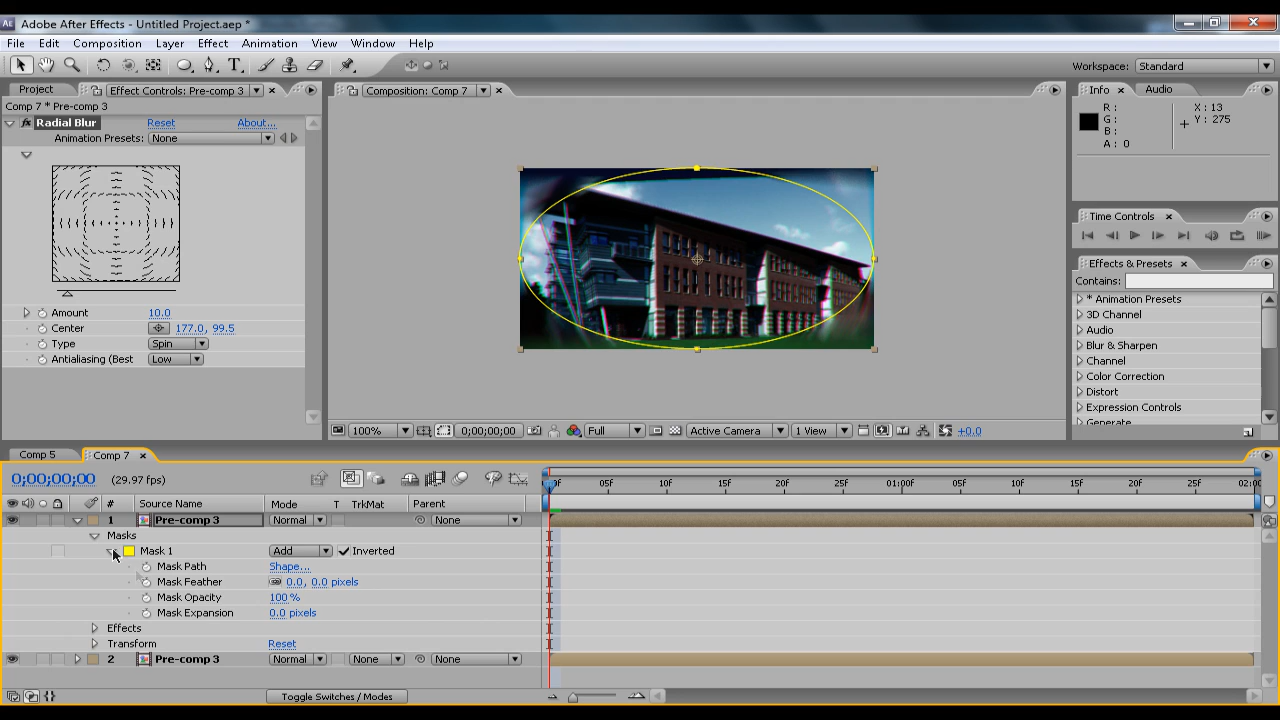 Ae Adobe After Effects - Untitled Project.aep *
File Edit Composition Layer Effect Animation View Window Help
Workspace: Standard
Project Effect Controls: Pre-comp 3
Comp 7 * Pre-comp 3
fx Radial Blur Reset About...
Animation Presets: None
Amount 10.0
Center 177.0, 99.5
Type Spin
Antialiasing (Best Low
Composition: Comp 7
100% 0;00;00;00 Full Active Camera 1 View +0.0
Info Audio
R: X: 13
G: Y: 275
B:
A: 0
Time Controls
Effects & Presets
Contains:
* Animation Presets
3D Channel
Audio
Blur & Sharpen
Channel
Color Correction
Distort
Expression Controls
Generate
Comp 5 Comp 7
0;00;00;00 (29.97 fps)
# Source Name Mode T TrkMat Parent
05f 10f 15f 20f 25f 01:00f 05f 10f 15f 20f 25f
1 Pre-comp 3 Normal None
Masks
Mask 1 Add Inverted
Mask Path Shape...
Mask Feather 0.0, 0.0 pixels
Mask Opacity 100 %
Mask Expansion 0.0 pixels
Effects
Transform Reset
2 Pre-comp 3 Normal None None
Toggle Switches / Modes